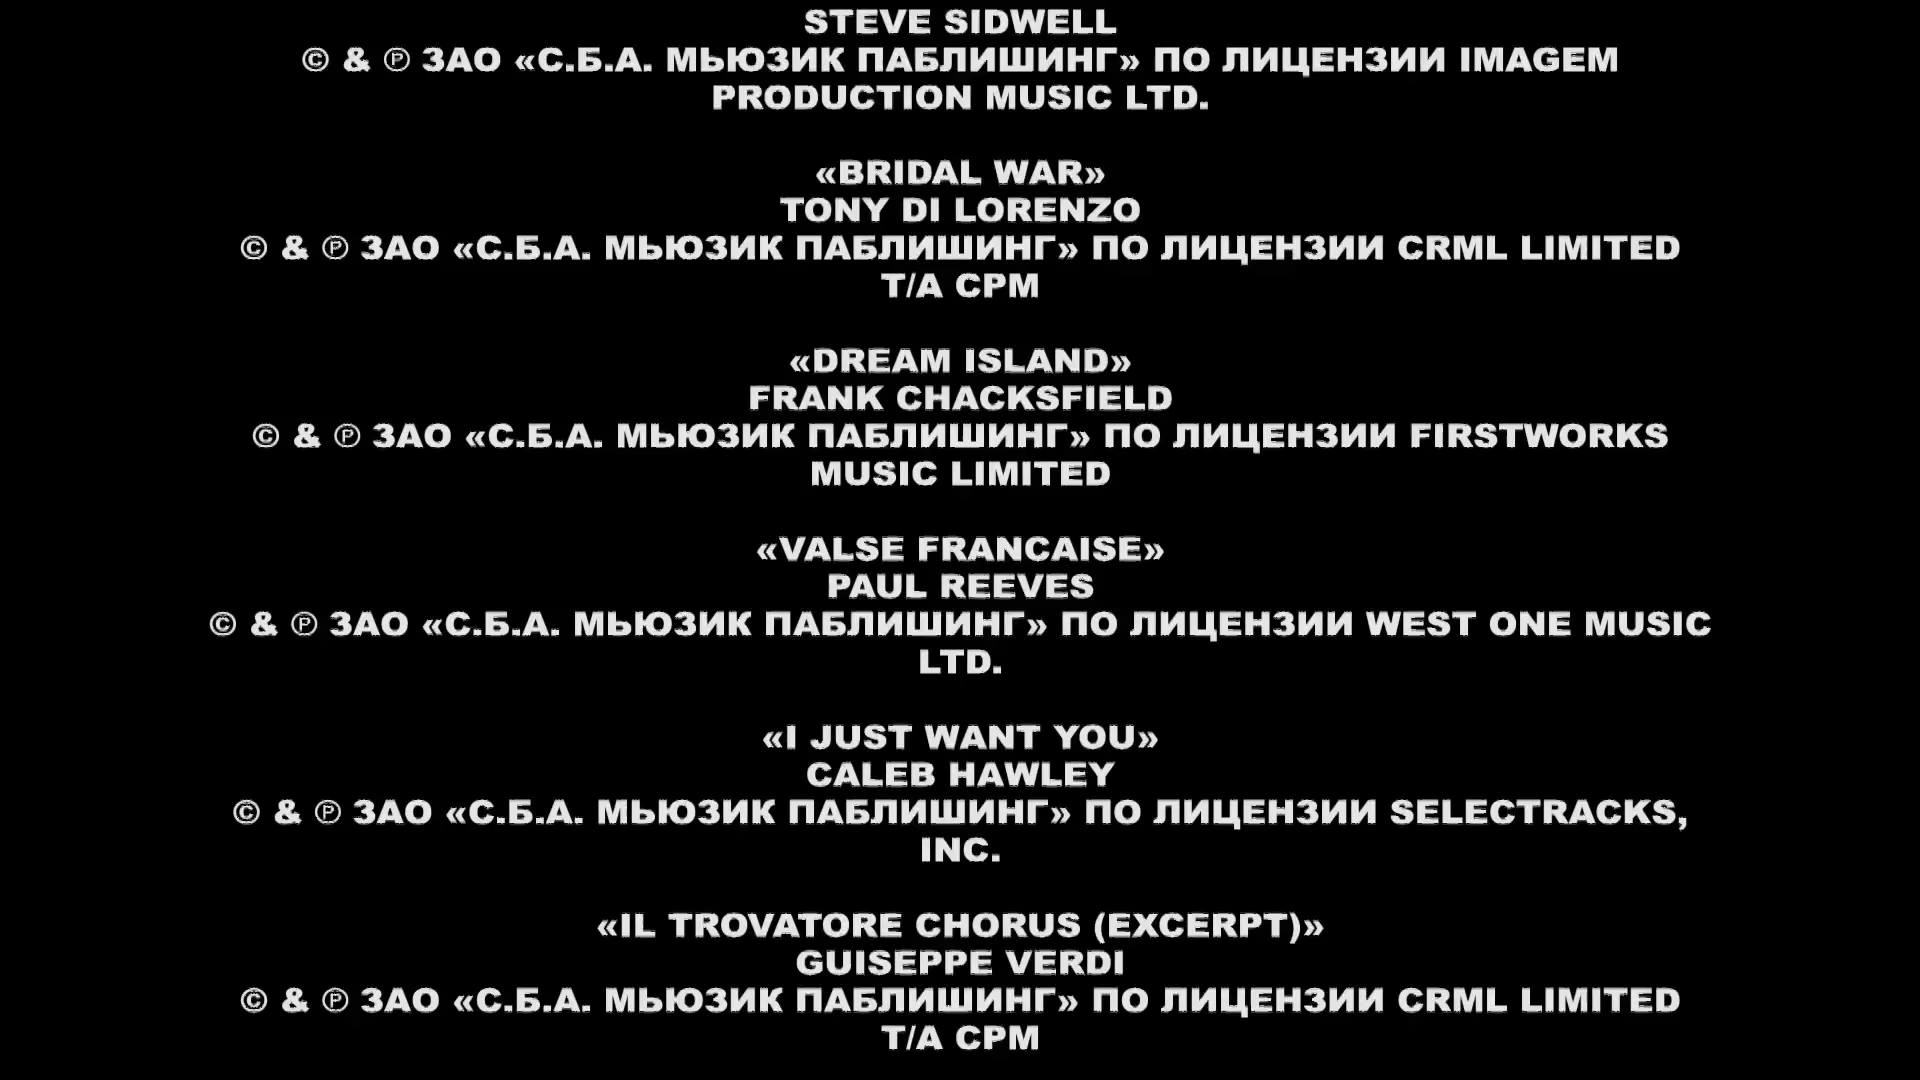 STEVE SIDWELL
© & ℗ ЗАО «С.Б.А. МЬЮЗИК ПАБЛИШИНГ» ПО ЛИЦЕНЗИИ IMAGEM
PRODUCTION MUSIC LTD.
«BRIDAL WAR»
TONY DI LORENZO
© & ℗ ЗАО «С.Б.А. МЬЮЗИК ПАБЛИШИНГ» ПО ЛИЦЕНЗИИ CRML LIMITED
T/A CPM
«DREAM ISLAND»
FRANK CHACKSFIELD
© & ℗ ЗАО «С.Б.А. МЬЮЗИК ПАБЛИШИНГ» ПО ЛИЦЕНЗИИ FIRSTWORKS
MUSIC LIMITED
«VALSE FRANCAISE»
PAUL REEVES
© & ℗ ЗАО «С.Б.А. МЬЮЗИК ПАБЛИШИНГ» ПО ЛИЦЕНЗИИ WEST ONE MUSIC
LTD.
«I JUST WANT YOU»
CALEB HAWLEY
© & ℗ ЗАО «С.Б.А. МЬЮЗИК ПАБЛИШИНГ» ПО ЛИЦЕНЗИИ SELECTRACKS,
INC.
«IL TROVATORE CHORUS (EXCERPT)»
GUISEPPE VERDI
© & ℗ ЗАО «С.Б.А. МЬЮЗИК ПАБЛИШИНГ» ПО ЛИЦЕНЗИИ CRML LIMITED
T/A CPM